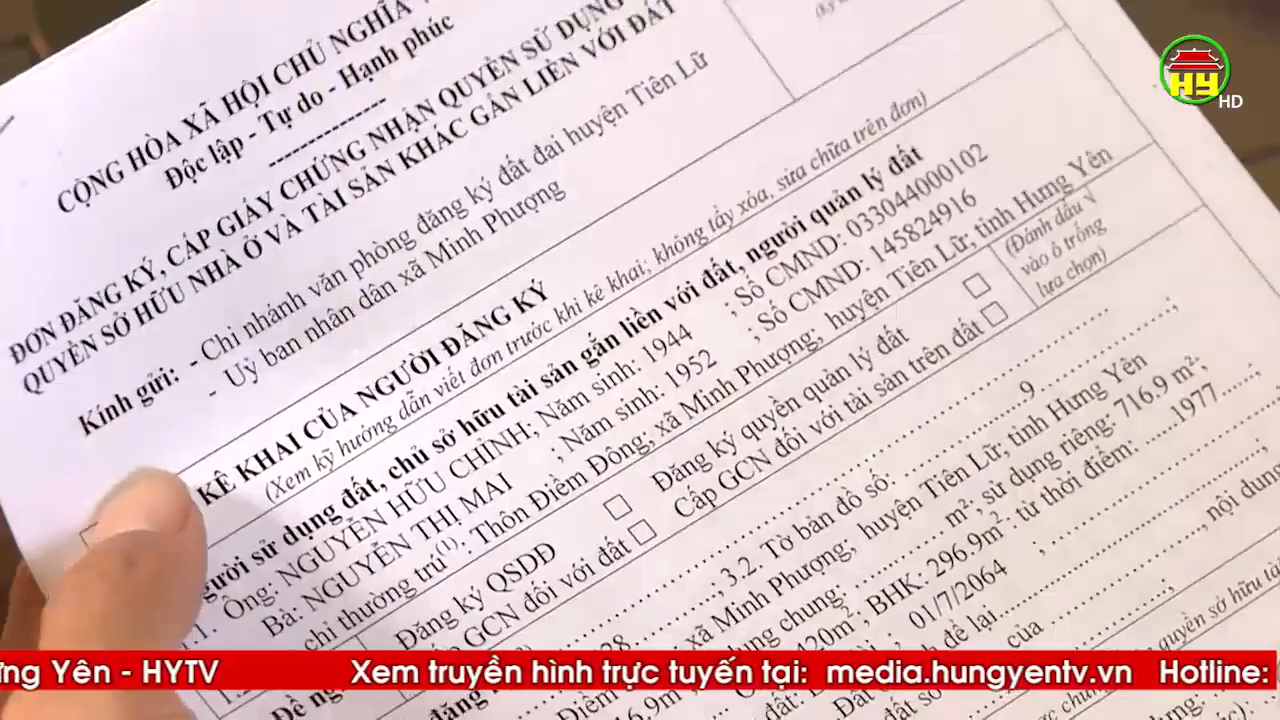 CỘNG HÒA XÃ HỘI CHỦ NGHĨA
Độc lập - Tự do - Hạnh phúc
ĐƠN ĐĂNG KÝ, CẤP GIẤY CHỨNG NHẬN QUYỀN SỬ DỤNG
QUYỀN SỞ HỮU NHÀ Ở VÀ TÀI SẢN KHÁC GẮN LIỀN VỚI ĐẤT
Kính gửi: - Chi nhánh văn phòng đăng ký đất đai huyện Tiên Lữ
- Uỷ ban nhân dân xã Minh Phượng
KÊ KHAI CỦA NGƯỜI ĐĂNG KÝ
(Xem kỹ hướng dẫn viết đơn trước khi kê khai; không tẩy xóa, sửa chữa trên đơn)
người sử dụng đất, chủ sở hữu tài sản gắn liền với đất, người quản lý đất
1.1. Ông: NGUYỄN HỮU CHỈNH; Năm sinh: 1944 ; Số CMND: 033044000102
Bà: NGUYỄN THỊ MAI ; Năm sinh: 1952 ; Số CMND: 145824916
chỉ thường trú(1): Thôn Điềm Đông; xã Minh Phượng; huyện Tiên Lữ; tỉnh Hưng Yên
Đăng ký QSDĐ □ Đăng ký quyền quản lý đất □
GCN đối với đất □ Cấp GCN đối với tài sản trên đất □
(Đánh dấu √
vào ô trống
lựa chọn)
3.2. Tờ bản đồ số: 9
xã Minh Phượng; huyện Tiên Lữ; tỉnh Hưng Yên
dụng chung m²; sử dụng riêng: 716.9 m²;
420m², BHK. 296.9m²; từ thời điểm: 1977
; 01/7/2064
nội dung
của
quyền sở hữu
HY HD
Yên - HYTV Xem truyền hình trực tuyến tại: media.hungyentv.vn Hotline: